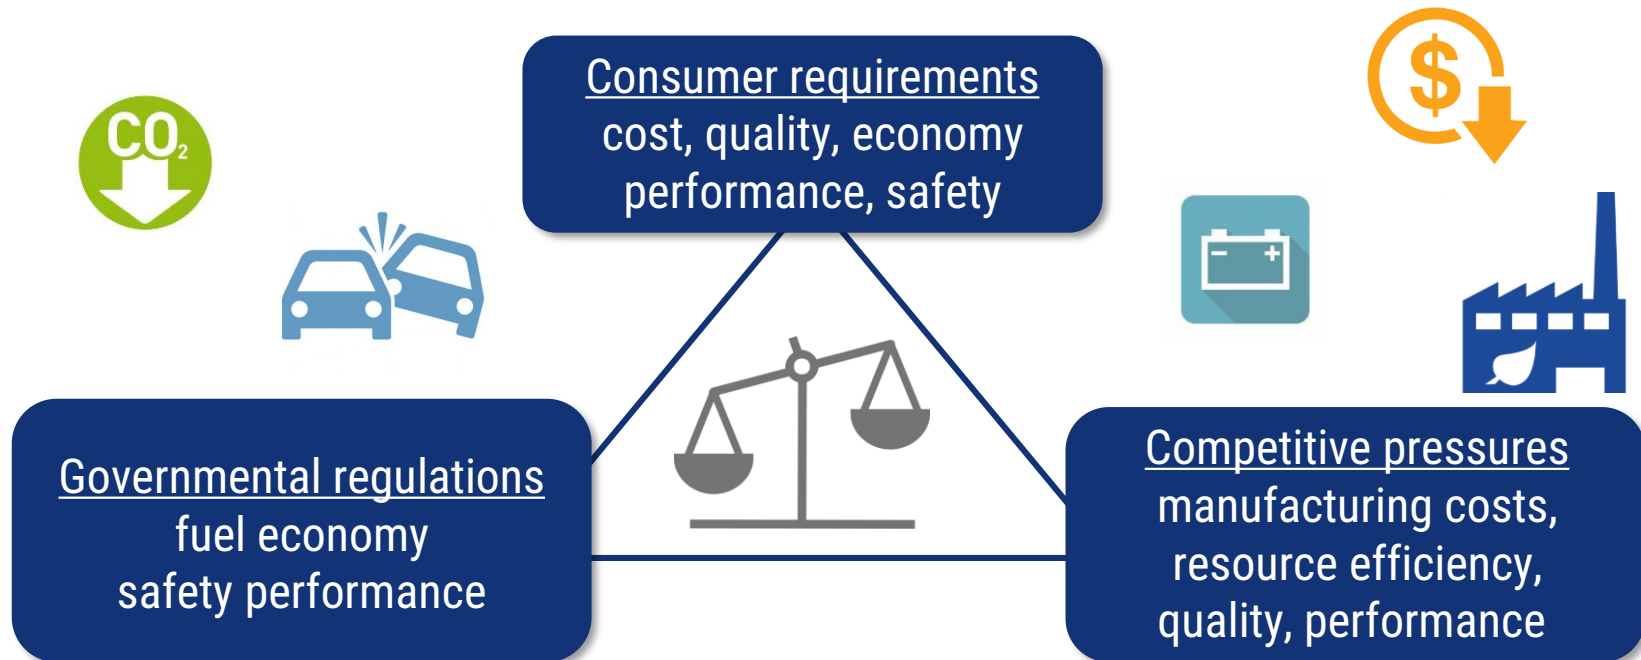 Consumer requirements
cost, quality, economy
performance, safety
CO2
$
- +
Governmental regulations
fuel economy
safety performance
Competitive pressures
manufacturing costs,
resource efficiency,
quality, performance